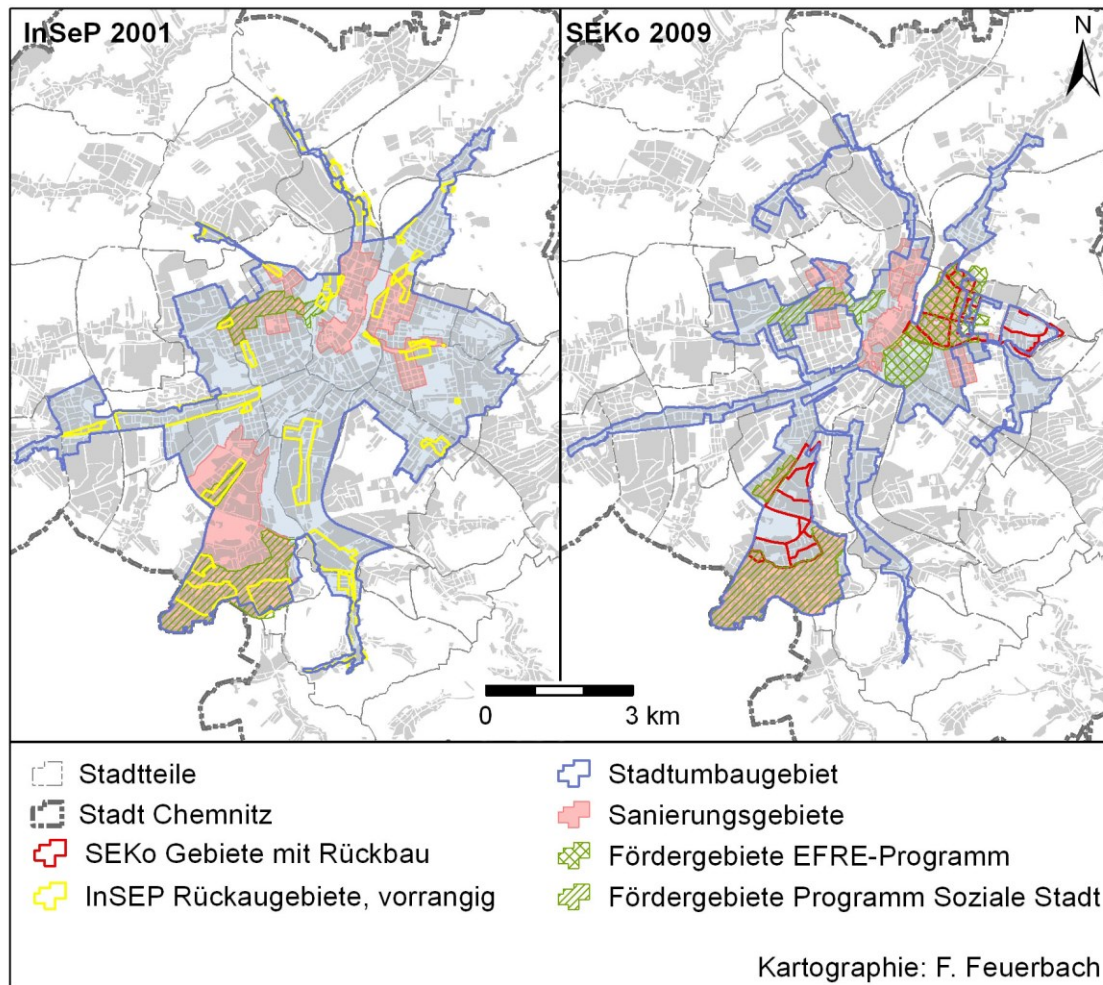 InSeP 2001
SEKo 2009
N
0 3 km
Stadtteile
Stadt Chemnitz
SEKo Gebiete mit Rückbau
InSEP Rückaugebiete, vorrangig
Stadtumbaugebiet
Sanierungsgebiete
Fördergebiete EFRE-Programm
Fördergebiete Programm Soziale Stadt
Kartographie: F. Feuerbach